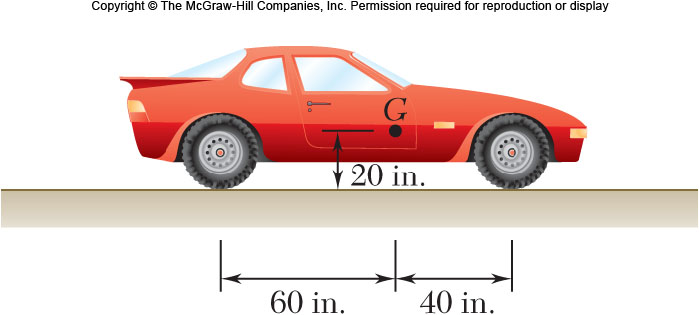 Copyright © The McGraw-Hill Companies, Inc. Permission required for reproduction or display
G
20 in.
60 in.
40 in.